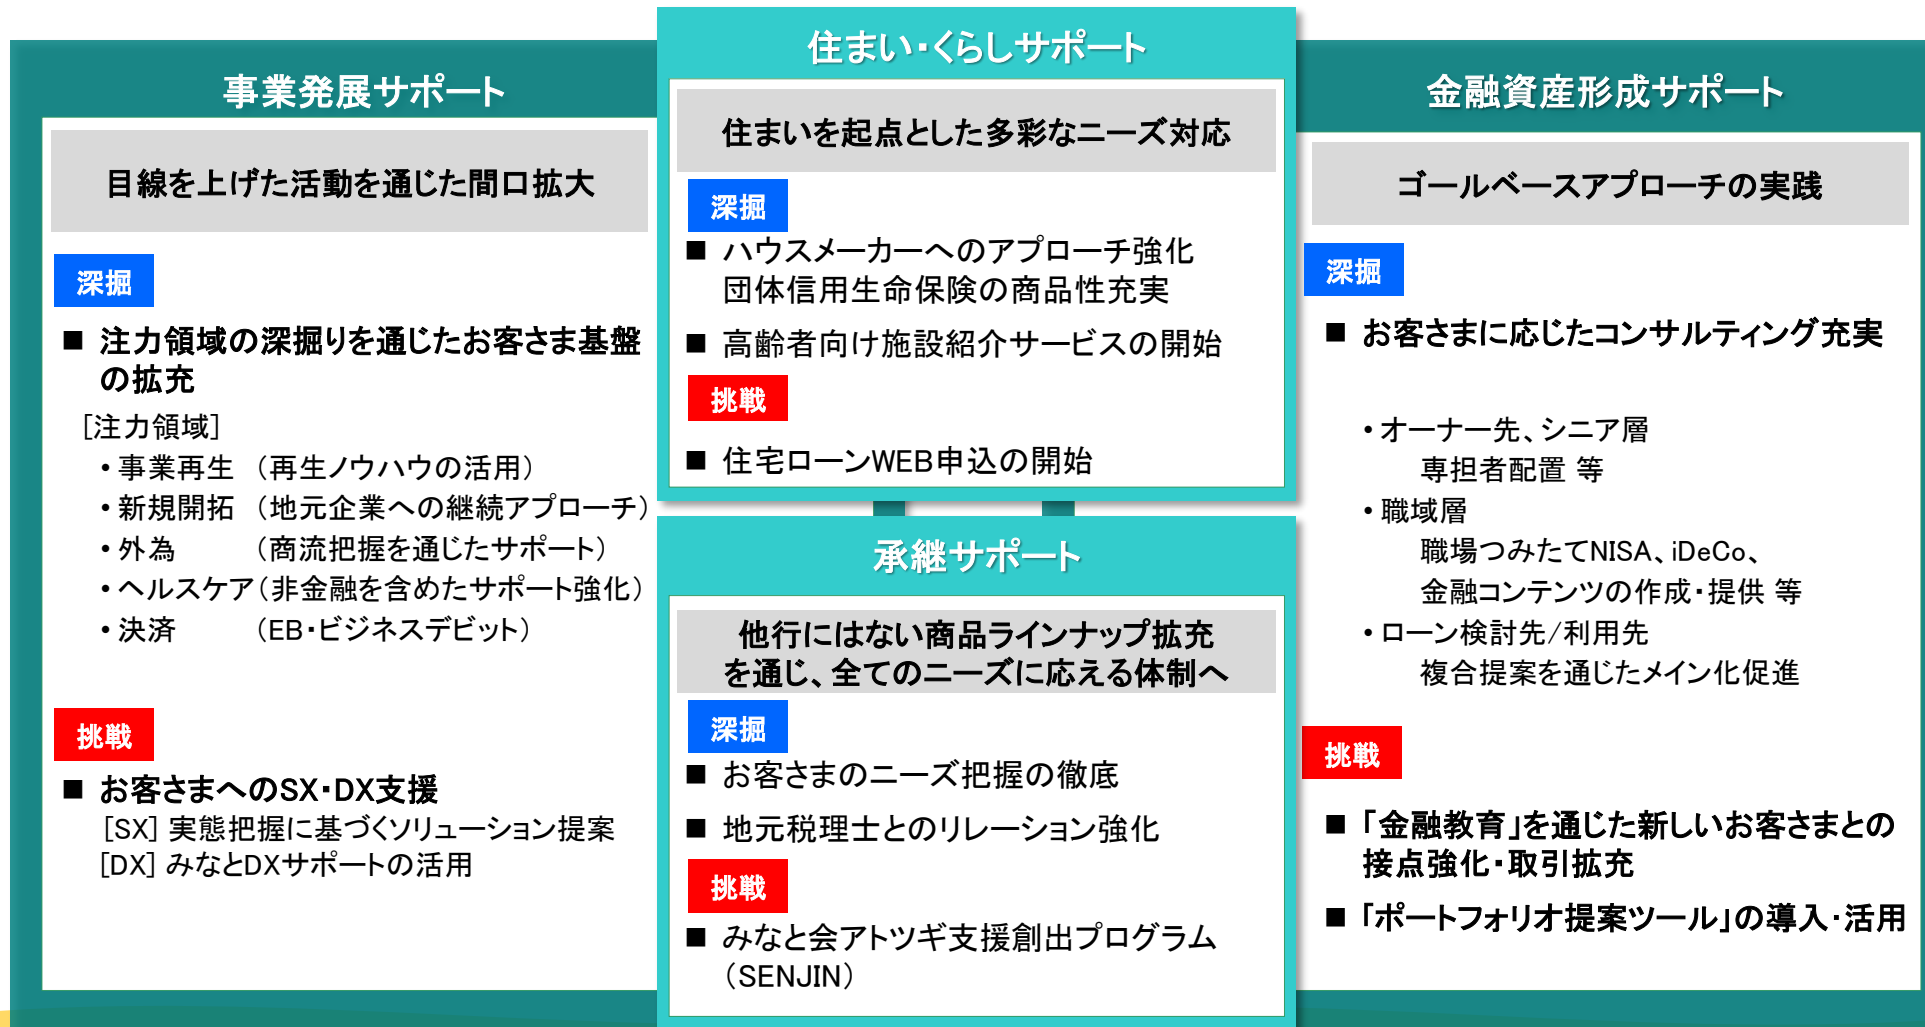 事業発展サポート
目線を上げた活動を通じた間口拡大
深掘
■ 注力領域の深掘りを通じたお客さま基盤
の拡充
[注力領域]
・事業再生 （再生ノウハウの活用）
・新規開拓 （地元企業への継続アプローチ）
・外為 （商流把握を通じたサポート）
・ヘルスケア（非金融を含めたサポート強化）
・決済 （EB・ビジネスデビット）
挑戦
■ お客さまへのSX・DX支援
[SX] 実態把握に基づくソリューション提案
[DX] みなとDXサポートの活用
住まい・くらしサポート
住まいを起点とした多彩なニーズ対応
深掘
■ ハウスメーカーへのアプローチ強化
団体信用生命保険の商品性充実
■ 高齢者向け施設紹介サービスの開始
挑戦
■ 住宅ローンWEB申込の開始
承継サポート
他行にはない商品ラインナップ拡充
を通じ、全てのニーズに応える体制へ
深掘
■ お客さまのニーズ把握の徹底
■ 地元税理士とのリレーション強化
挑戦
■ みなと会アトツギ支援創出プログラム
（SENJIN）
金融資産形成サポート
ゴールベースアプローチの実践
深掘
■ お客さまに応じたコンサルティング充実
・オーナー先、シニア層
専担者配置 等
・職域層
職場つみたてNISA、iDeCo、
金融コンテンツの作成・提供 等
・ローン検討先/利用先
複合提案を通じたメイン化促進
挑戦
■ 「金融教育」を通じた新しいお客さまとの
接点強化・取引拡充
■ 「ポートフォリオ提案ツール」の導入・活用